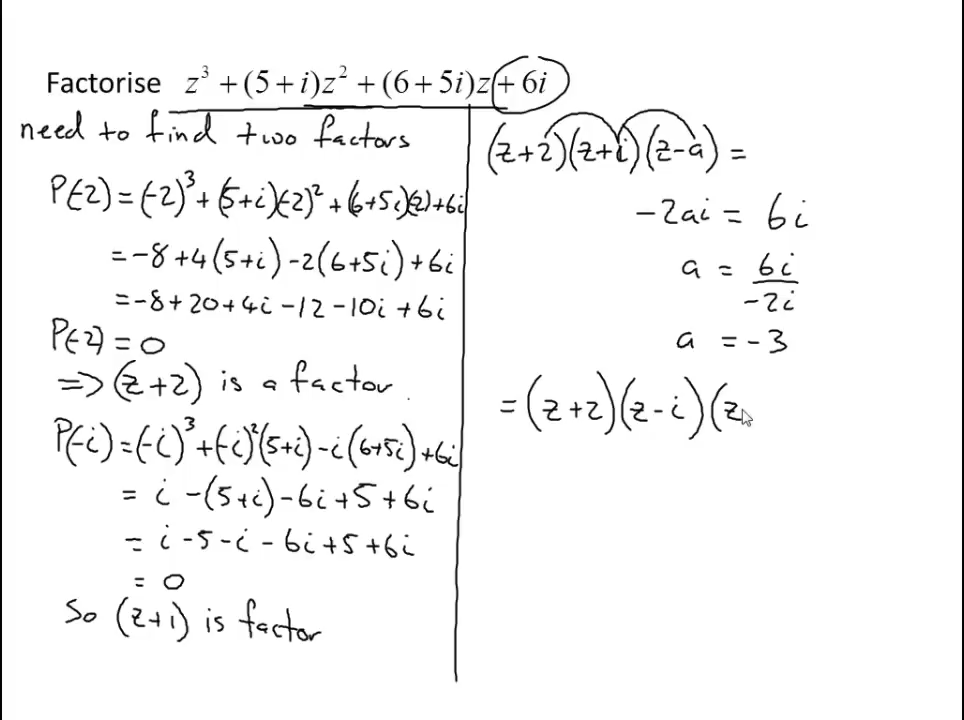 Factorise z³ + (5+i)z² + (6+5i)z + 6i
need to find two factors
P(-2) = (-2)³ + (5+i)(-2)² + (6+5i)(-2) + 6i
= -8 + 4(5+i) - 2(6+5i) + 6i
= -8 + 20 + 4i - 12 - 10i + 6i
P(-2) = 0
=> (z+2) is a factor.
P(-i) = (-i)³ + (-i)²(5+i) - i(6+5i) + 6i
= i - (5+i) - 6i + 5 + 6i
= i - 5 - i - 6i + 5 + 6i
= 0
So (z+i) is factor
(z+2)(z+i)(z-a) =
-2ai = 6i
a = 6i/-2i
a = -3
= (z+2)(z-i)(z